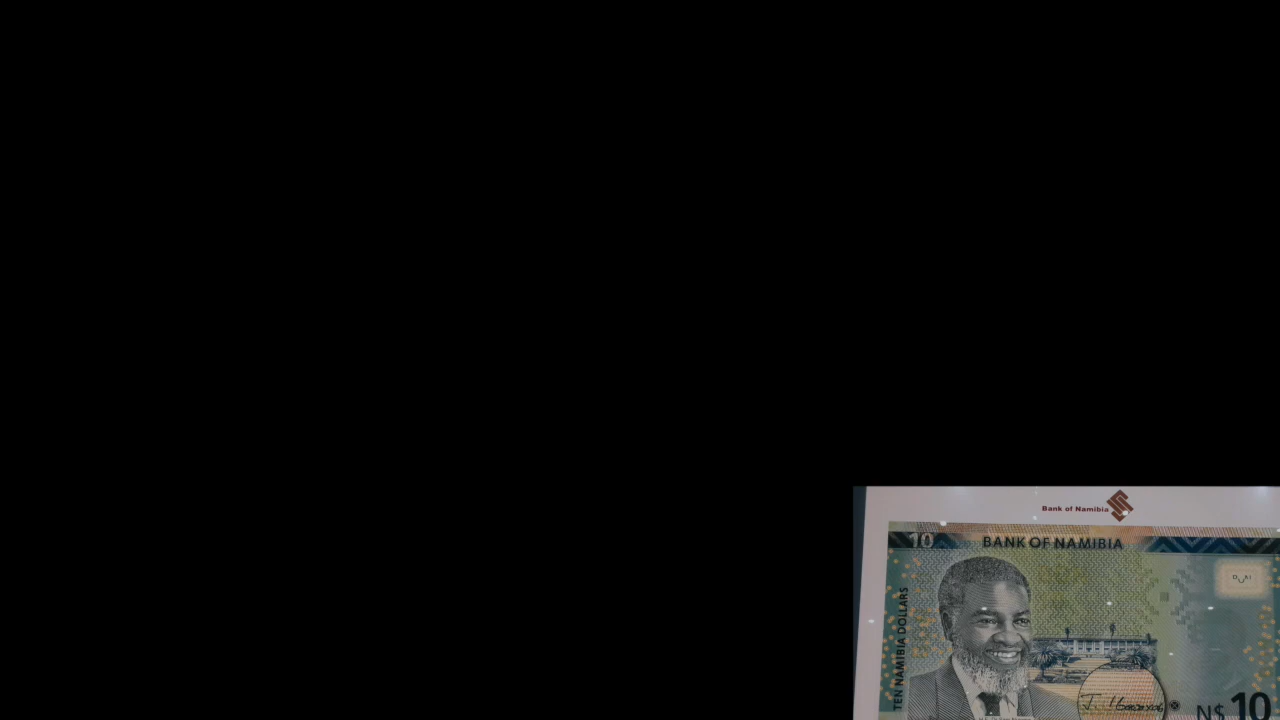 Bank of Namibia
10
BANK OF NAMIBIA
TEN NAMIBIA DOLLARS
N$ 10